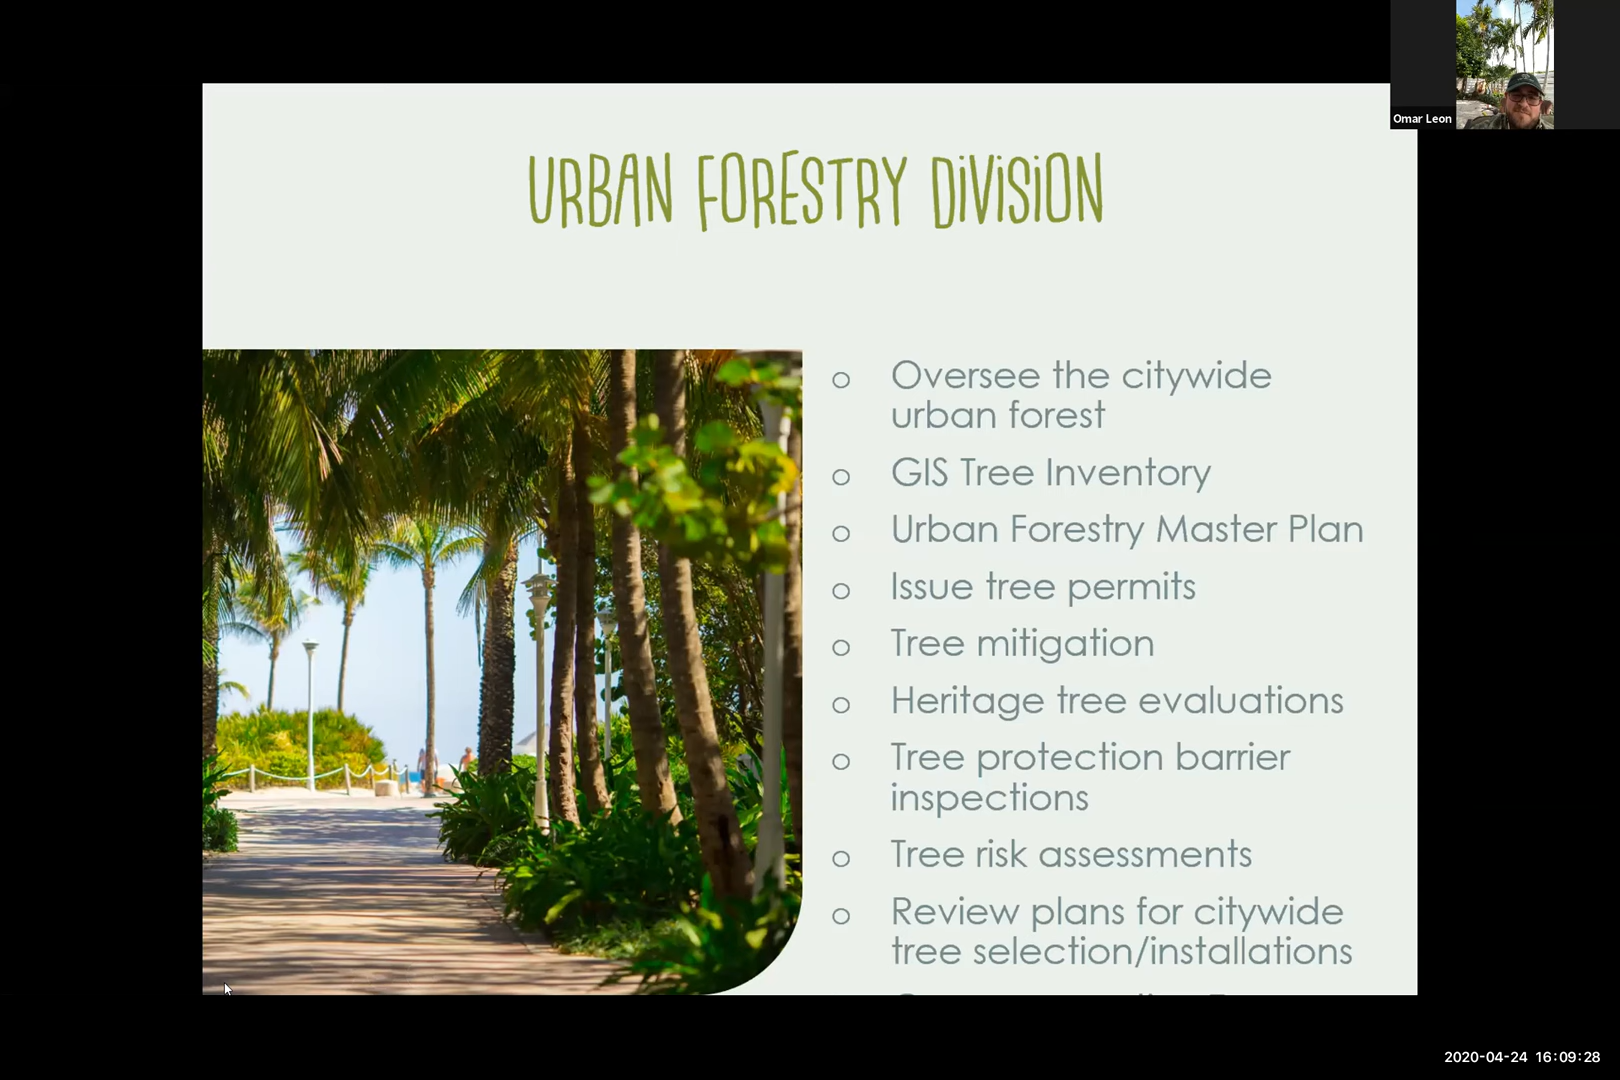 Omar Leon
URBAN FORESTRY DIVISION
o Oversee the citywide
urban forest
o GIS Tree Inventory
o Urban Forestry Master Plan
o Issue tree permits
o Tree mitigation
o Heritage tree evaluations
o Tree protection barrier
inspections
o Tree risk assessments
o Review plans for citywide
tree selection/installations
2020-04-24 16:09:28